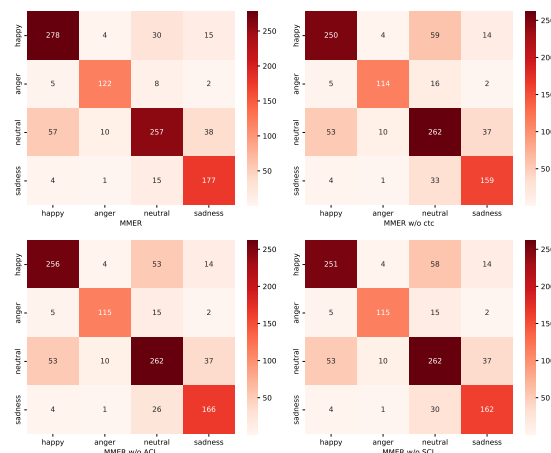 happy 278 4 30 15
anger 5 122 8 2
neutral 57 10 257 38
sadness 4 1 15 177
happy anger neutral sadness
MMER
250
200
150
100
50
happy 250 4 59 14
anger 5 114 16 2
neutral 53 10 262 37
sadness 4 1 33 159
happy anger neutral sadness
MMER w/o ctc
200
150
100
50
happy 256 4 53 14
anger 5 115 15 2
neutral 53 10 262 37
sadness 4 1 26 166
happy anger neutral sadness
MMER w/o ACL
250
200
150
100
50
happy 251 4 58 14
anger 5 115 15 2
neutral 53 10 262 37
sadness 4 1 30 162
happy anger neutral sadness
MMER w/o SCL